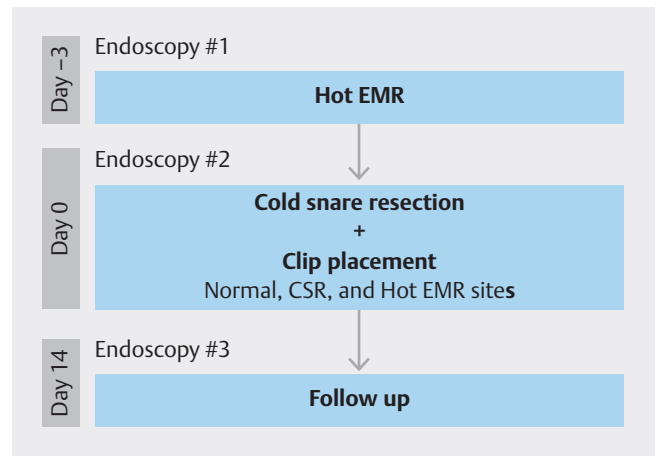 Day –3
Endoscopy #1
Hot EMR
Day 0
Endoscopy #2
Cold snare resection
+
Clip placement
Normal, CSR, and Hot EMR sites
Day 14
Endoscopy #3
Follow up